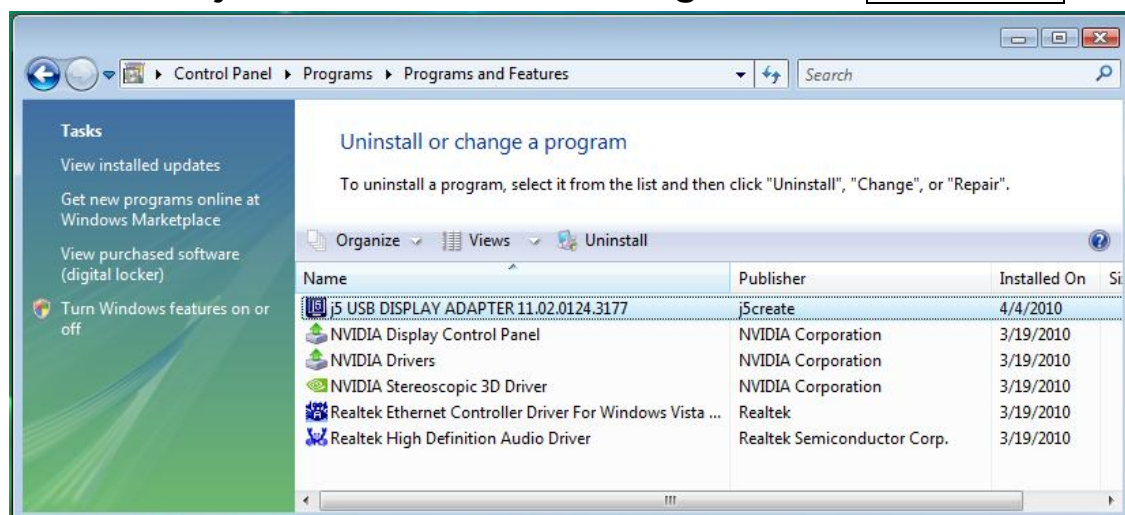 Control Panel ▸ Programs ▸ Programs and Features
Search
Tasks
View installed updates
Get new programs online at
Windows Marketplace
View purchased software
(digital locker)
Turn Windows features on or
off
Uninstall or change a program
To uninstall a program, select it from the list and then click "Uninstall", "Change", or "Repair".
Organize Views Uninstall
Name Publisher Installed On
j5 USB DISPLAY ADAPTER 11.02.0124.3177 j5create 4/4/2010
NVIDIA Display Control Panel NVIDIA Corporation 3/19/2010
NVIDIA Drivers NVIDIA Corporation 3/19/2010
NVIDIA Stereoscopic 3D Driver NVIDIA Corporation 3/19/2010
Realtek Ethernet Controller Driver For Windows Vista ... Realtek 3/19/2010
Realtek High Definition Audio Driver Realtek Semiconductor Corp. 3/19/2010